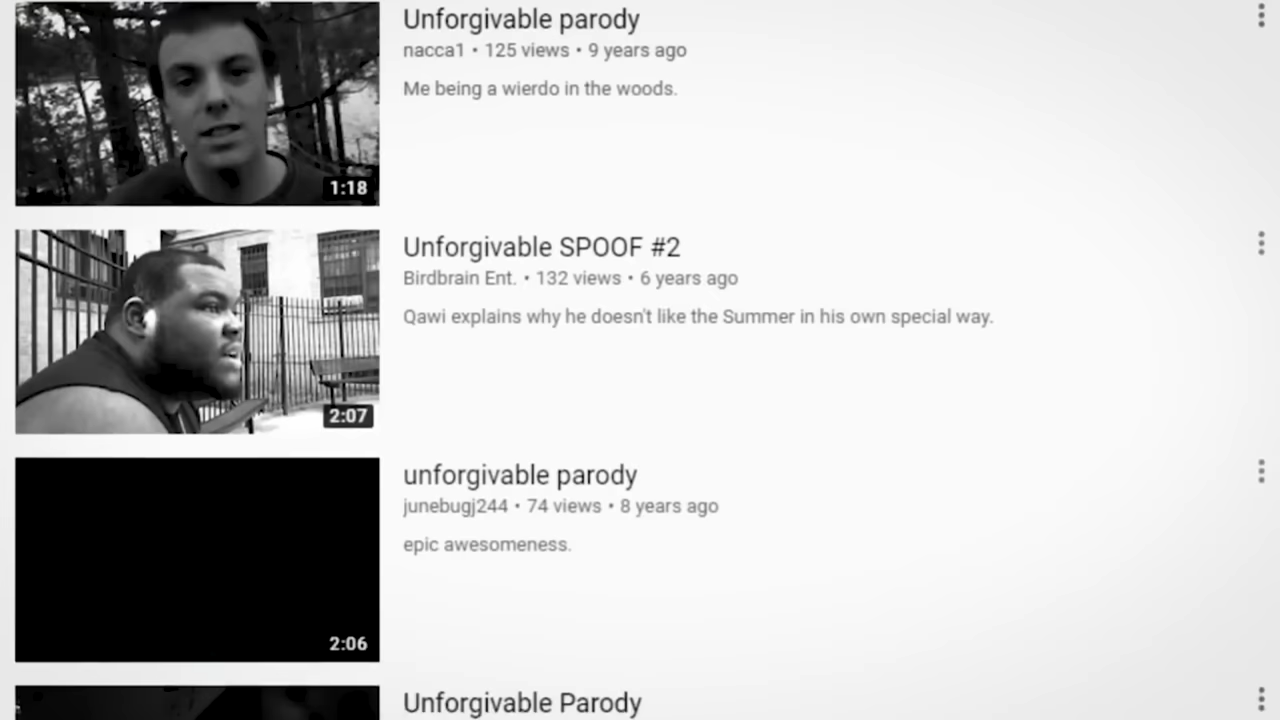 Unforgivable parody
nacca1 • 125 views • 9 years ago
Me being a wierdo in the woods.
1:18
Unforgivable SPOOF #2
Birdbrain Ent. • 132 views • 6 years ago
Qawi explains why he doesn't like the Summer in his own special way.
2:07
unforgivable parody
junebugj244 • 74 views • 8 years ago
epic awesomeness.
2:06
Unforgivable Parody